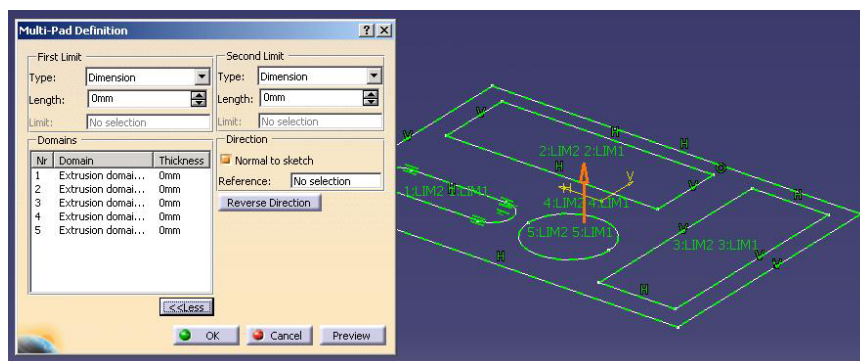 Multi-Pad Definition
First Limit
Type: Dimension
Length: 0mm
Limit: No selection
Second Limit
Type: Dimension
Length: 0mm
Limit: No selection
Domains
Nr Domain Thickness
1 Extrusion domai... 0mm
2 Extrusion domai... 0mm
3 Extrusion domai... 0mm
4 Extrusion domai... 0mm
5 Extrusion domai... 0mm
Direction
Normal to sketch
Reference: No selection
Reverse Direction
<<Less
OK Cancel Preview
H
V
H
H
V
2:LIM2 2:LIM1
H
V
H
y
1:LIM2 H:LIM1
V
4:LIM2 4:LIM1
V
V
5:LIM2 5:LIM1
3:LIM2 3:LIM1
V
H
H